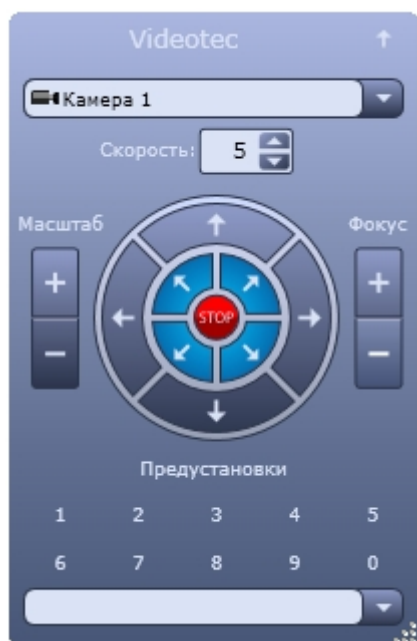 Videotec
Камера 1
Скорость: 5
Масштаб
Фокус
+
+
STOP
−
−
Предустановки
1 2 3 4 5
6 7 8 9 0